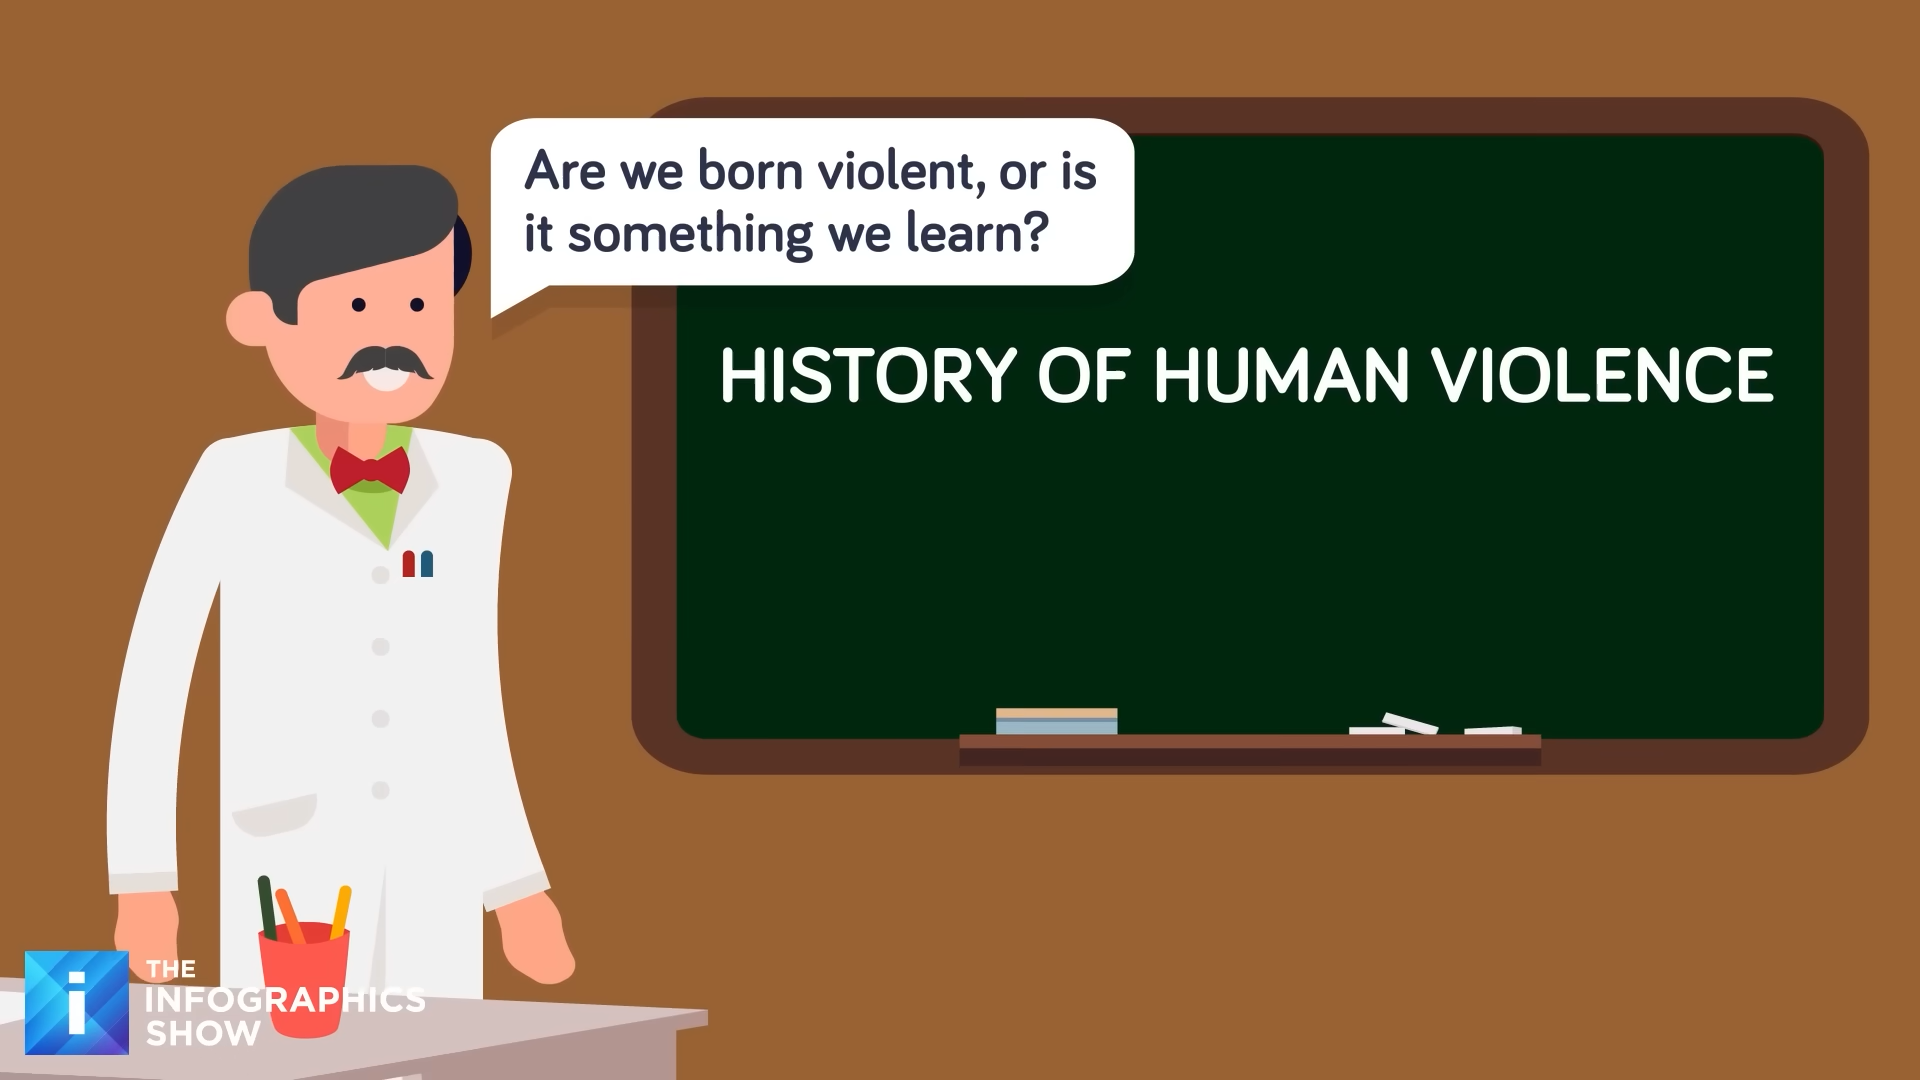 Are we born violent, or is
it something we learn?
HISTORY OF HUMAN VIOLENCE
i
THE
INFOGRAPHICS
SHOW